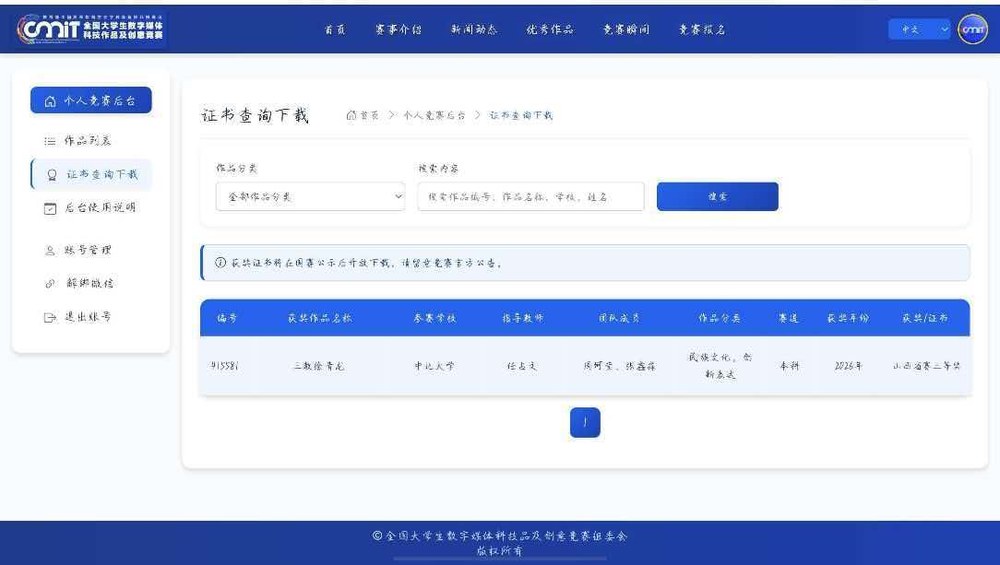 CMIT 全国大学生数字媒体
科技作品及创意竞赛
首页 赛事介绍 新闻动态 优秀作品 竞赛瞬间 竞赛报名 中文
个人竞赛后台
作品列表
证书查询下载
后台使用说明
账号管理
解绑微信
退出账号
证书查询下载 首页 > 个人竞赛后台 > 证书查询下载
作品分类 搜索内容
全部作品分类 搜索作品编号、作品名称、学校、姓名 搜索
获奖证书将在国赛公示后开放下载，请留意竞赛官方公告。
编号 获奖作品名称 参赛学校 指导教师 团队成员 作品分类 赛道 获奖年份 获奖/证书
415581 三教绘青龙 中北大学 任占文 民族文化、创新表达 本科 2026年 山西省赛三等奖
1
©全国大学生数字媒体科技品及创意竞赛组委会
版权所有